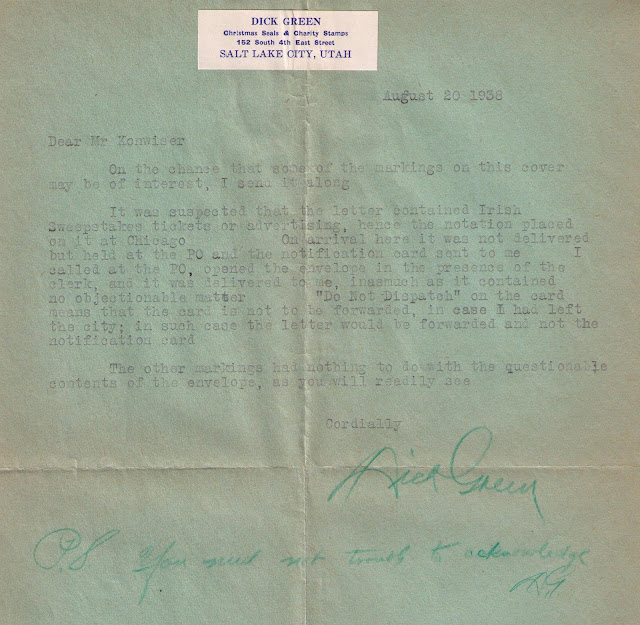 DICK GREEN
Christmas Seals & Charity Stamps
152 South 4th East Street
SALT LAKE CITY, UTAH
August 20 1938
Dear Mr Konwiser
On the chance that some of the markings on this cover
may be of interest, I send it along
It was suspected that the letter contained Irish
Sweepstakes tickets or advertising, hence the notation placed
on it at Chicago On arrival here it was not delivered
but held at the PO and the notification card sent to me I
called at the PO, opened the envelope in the presence of the
clerk, and it was delivered to me, inasmuch as it contained
no objectionable matter "Do Not Dispatch" on the card
means that the card is not to be forwarded, in case I had left
the city; in such case the letter would be forwarded and not the
notification card
The other markings had nothing to do with the questionable
contents of the envelope, as you will readily see
Cordially
Dick Green
P.S You need not trouble to acknowledge
DG